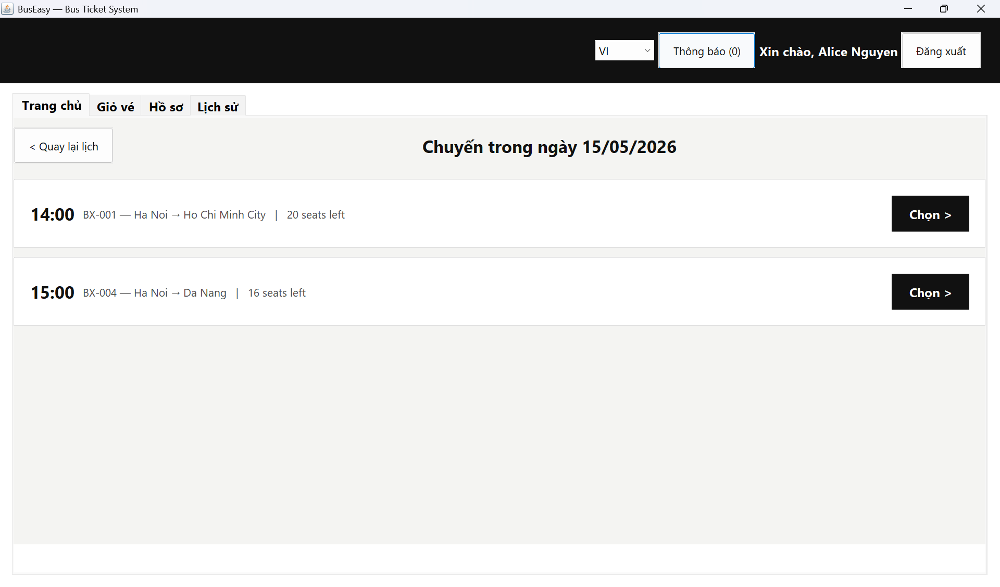 BusEasy — Bus Ticket System
VI
Thông báo (0)
Xin chào, Alice Nguyen
Đăng xuất
Trang chủ
Giỏ vé
Hồ sơ
Lịch sử
< Quay lại lịch
Chuyến trong ngày 15/05/2026
14:00 BX-001 — Ha Noi → Ho Chi Minh City | 20 seats left
Chọn >
15:00 BX-004 — Ha Noi → Da Nang | 16 seats left
Chọn >